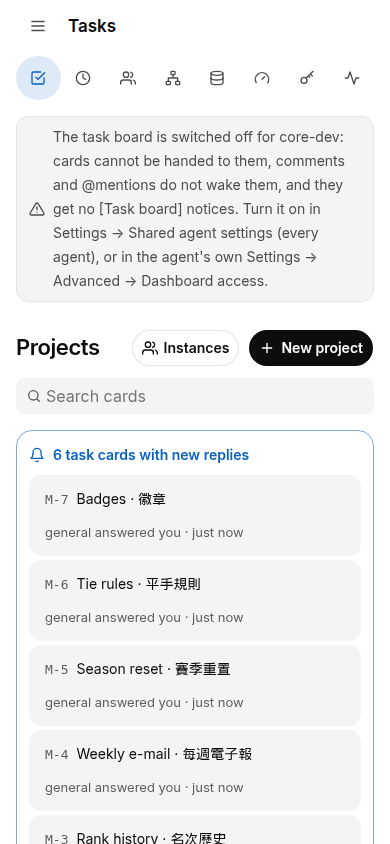 Tasks
The task board is switched off for core-dev:
cards cannot be handed to them, comments
and @mentions do not wake them, and they
get no [Task board] notices. Turn it on in
Settings → Shared agent settings (every
agent), or in the agent's own Settings →
Advanced → Dashboard access.
Projects
Instances
New project
Search cards
6 task cards with new replies
M-7 Badges · 徽章
general answered you · just now
M-6 Tie rules · 平手規則
general answered you · just now
M-5 Season reset · 賽季重置
general answered you · just now
M-4 Weekly e-mail · 每週電子報
general answered you · just now
M-3 Rank history · 名次歷史